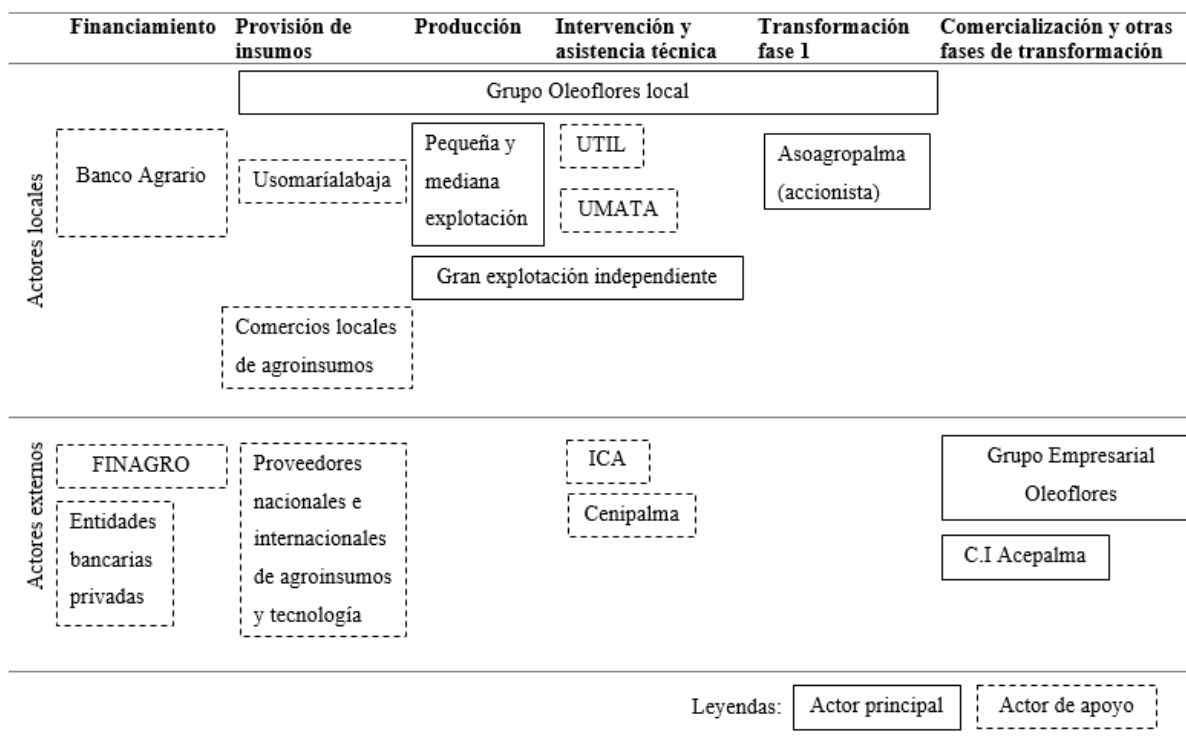 Financiamiento
Provisión de
insumos
Producción
Intervención y
asistencia técnica
Transformación
fase 1
Comercialización y otras
fases de transformación
Actores locales
Grupo Oleoflores local
Banco Agrario
Usomaríalabaja
Pequeña y
mediana
explotación
UTIL
UMATA
Asoagropalma
(accionista)
Gran explotación independiente
Comercios locales
de agroinsumos
Actores externos
FINAGRO
Entidades
bancarias
privadas
Proveedores
nacionales e
internacionales
de agroinsumos
y tecnología
ICA
Cenipalma
Grupo Empresarial
Oleoflores
C.I Acepalma
Leyendas:
Actor principal
Actor de apoyo